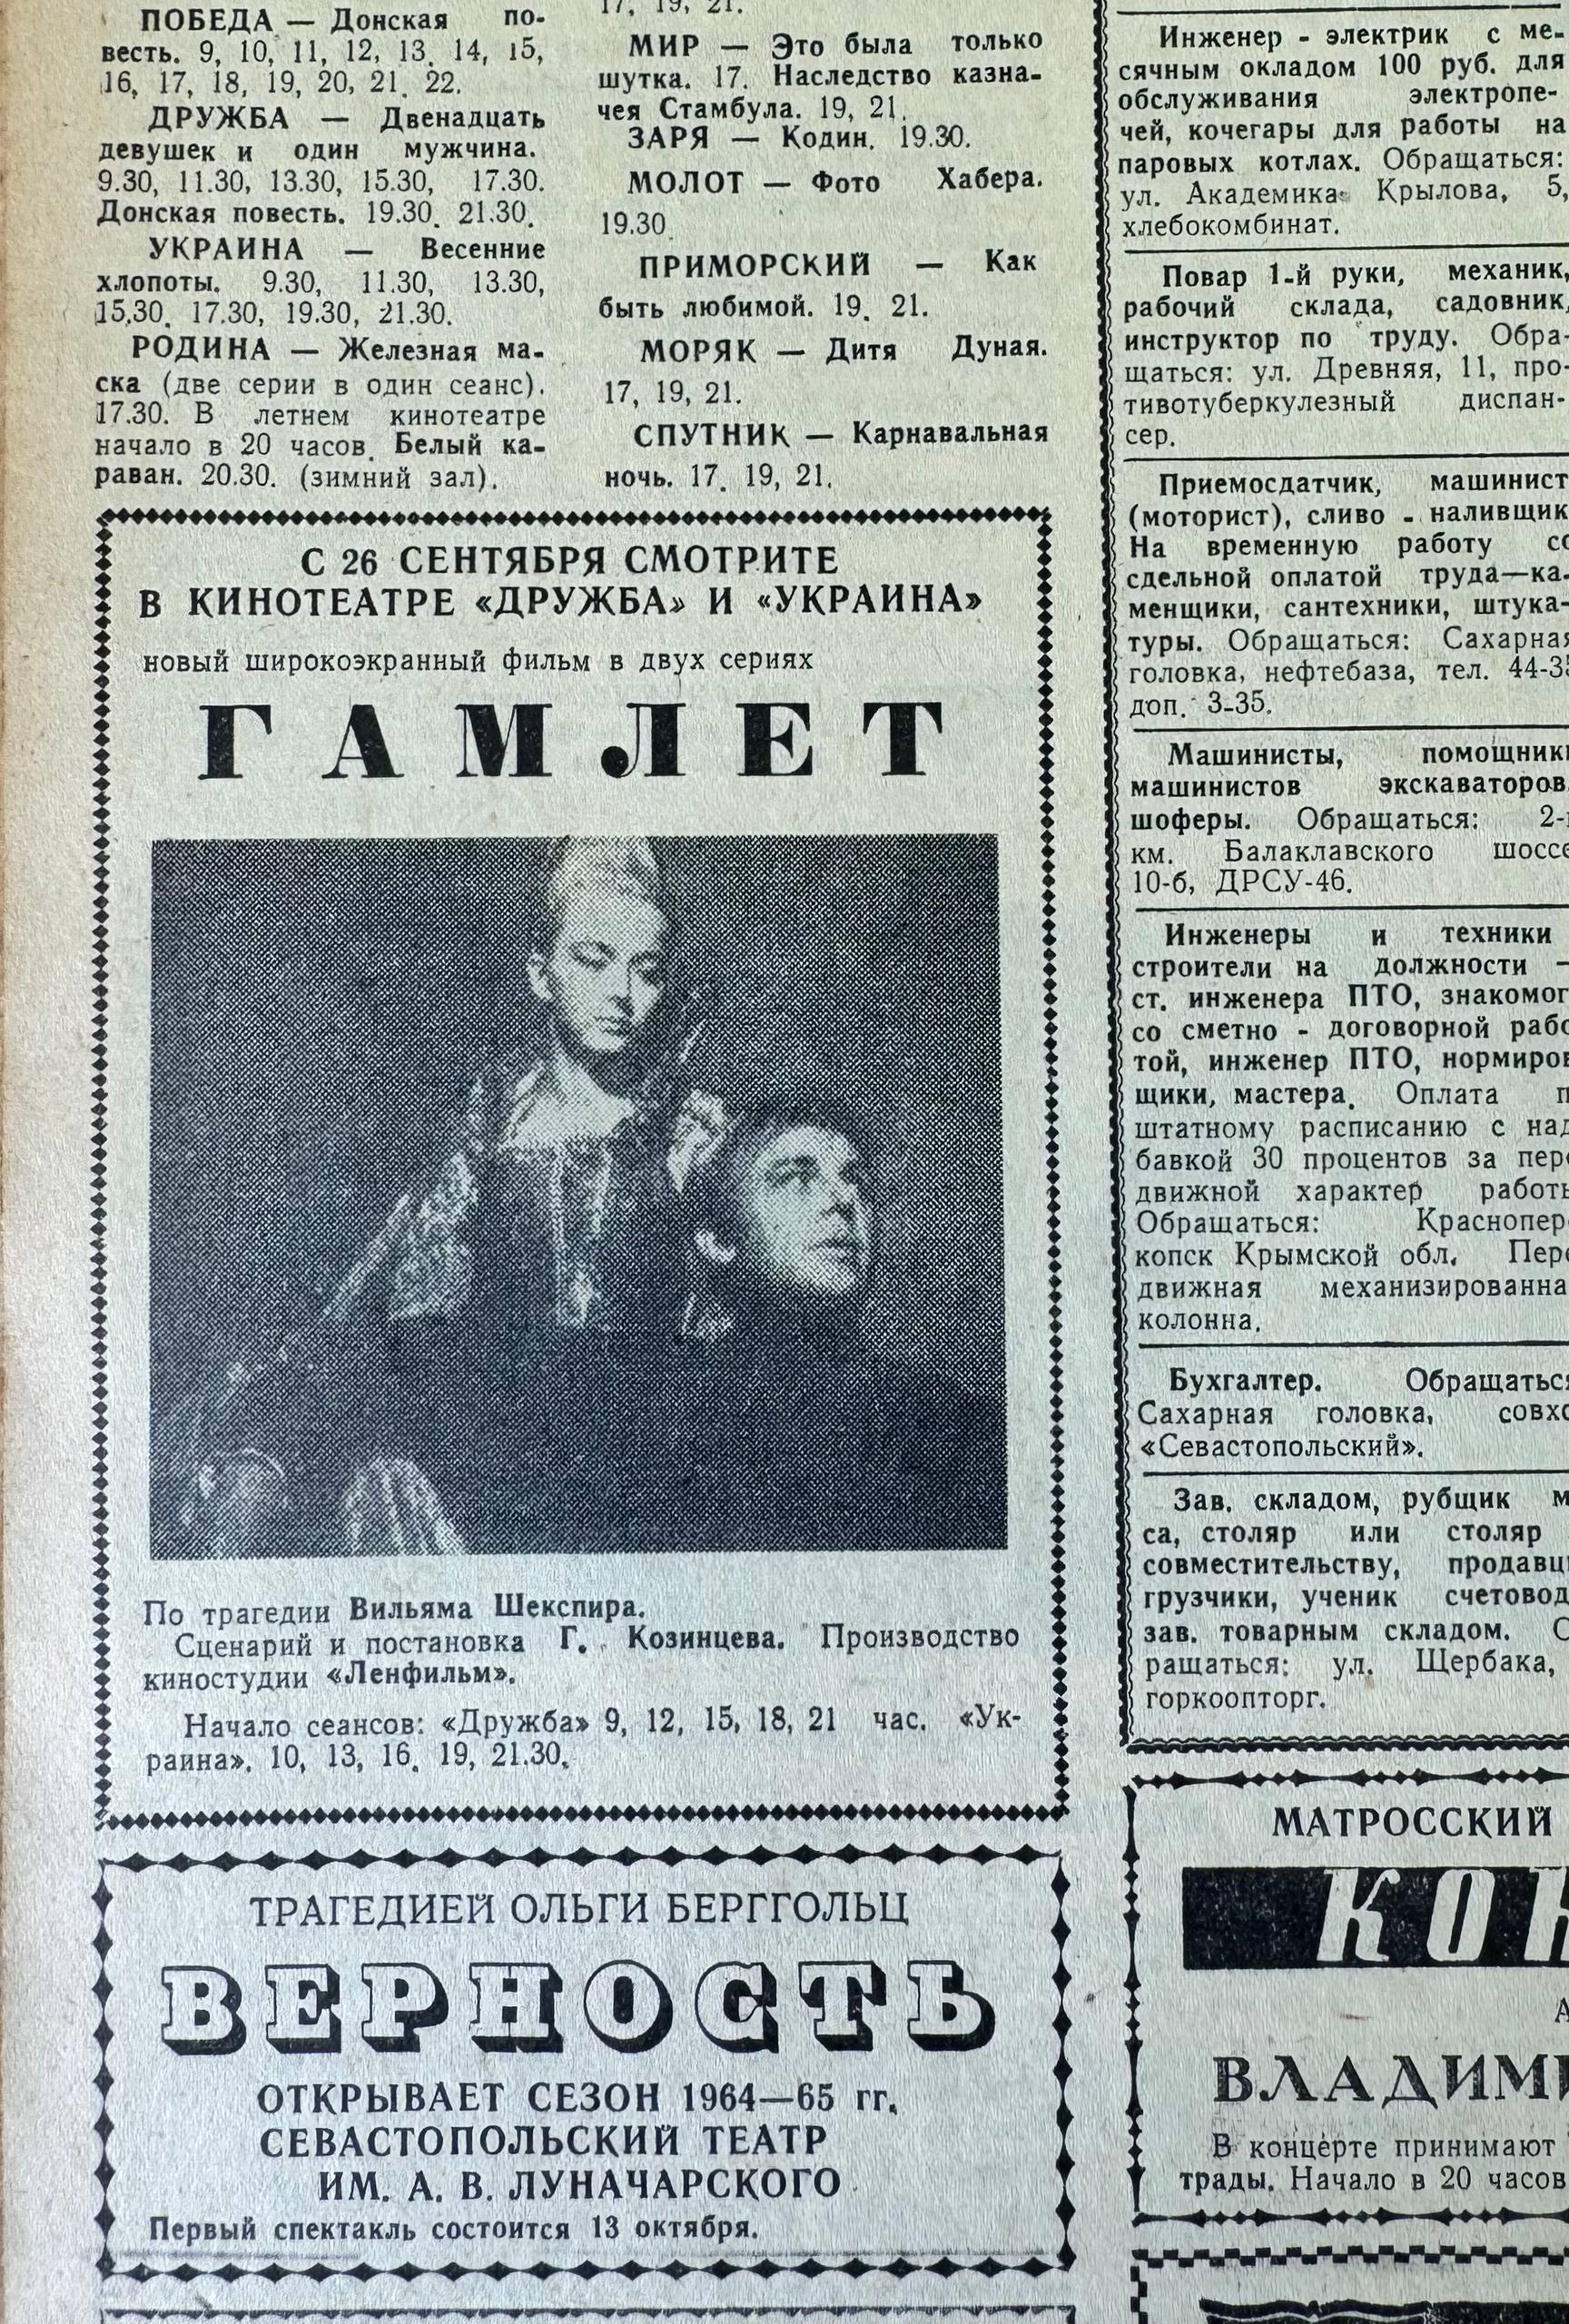 ПОБЕДА — Донская по-
весть. 9, 10, 11, 12, 13. 14, 15,
16, 17, 18, 19, 20, 21. 22.
ДРУЖБА — Двенадцать
девушек и один мужчина.
9.30, 11.30, 13.30, 15.30, 17.30.
Донская повесть. 19.30. 21.30.
УКРАИНА — Весенние
хлопоты. 9.30, 11.30, 13.30,
15.30. 17.30, 19.30, 21.30.
РОДИНА — Железная ма-
ска (две серии в один сеанс).
17.30. В летнем кинотеатре
начало в 20 часов. Белый ка-
раван. 20.30. (зимний зал).
17, 19, 21.
МИР — Это была только
шутка. 17. Наследство казна-
чея Стамбула. 19, 21.
ЗАРЯ — Кодин. 19.30.
МОЛОТ — Фото Хабера.
19.30.
ПРИМОРСКИЙ — Как
быть любимой. 19. 21.
МОРЯК — Дитя Дуная.
17, 19, 21.
СПУТНИК — Карнавальная
ночь. 17. 19, 21.
С 26 СЕНТЯБРЯ СМОТРИТЕ
В КИНОТЕАТРЕ «ДРУЖБА» И «УКРАИНА»
новый широкоэкранный фильм в двух сериях
ГАМЛЕТ
По трагедии Вильяма Шекспира.
Сценарий и постановка Г. Козинцева. Производство
киностудии «Ленфильм».
Начало сеансов: «Дружба» 9, 12, 15, 18, 21 час. «Ук-
раина». 10, 13, 16. 19, 21.30.
ТРАГЕДИЕЙ ОЛЬГИ БЕРГГОЛЬЦ
ВЕРНОСТЬ
ОТКРЫВАЕТ СЕЗОН 1964—65 гг.
СЕВАСТОПОЛЬСКИЙ ТЕАТР
ИМ. А. В. ЛУНАЧАРСКОГО
Первый спектакль состоится 13 октября.
Инженер - электрик с ме-
сячным окладом 100 руб. для
обслуживания электропе-
чей, кочегары для работы на
паровых котлах. Обращаться:
ул. Академика Крылова, 5,
хлебокомбинат.
Повар 1-й руки, механик,
рабочий склада, садовник,
инструктор по труду. Обра-
щаться: ул. Древняя, 11, про-
тивотуберкулезный диспан-
сер.
Приемосдатчик, машинист
(моторист), сливо - наливщик
На временную работу со
сдельной оплатой труда—ка-
менщики, сантехники, штука-
туры. Обращаться: Сахарная
головка, нефтебаза, тел. 44-35
доп. 3-35.
Машинисты, помощники
машинистов экскаваторов,
шоферы. Обращаться: 2-
км. Балаклавского шоссе
10-б, ДРСУ-46.
Инженеры и техники
строители на должности —
ст. инженера ПТО, знакомог
со сметно - договорной рабо
той, инженер ПТО, нормиров
щики, мастера. Оплата п
штатному расписанию с над
бавкой 30 процентов за пере
движной характер работы
Обращаться: Краснопер
копск Крымской обл. Пере
движная механизированна
колонна.
Бухгалтер. Обращатьс
Сахарная головка, совхо
«Севастопольский».
Зав. складом, рубщик м
са, столяр или столяр
совместительству, продавц
грузчики, ученик счетовод
зав. товарным складом. О
ращаться: ул. Щербака,
горкоопторг.
МАТРОССКИЙ
КОН
ВЛАДИМИ
В концерте принимают
трады. Начало в 20 часов